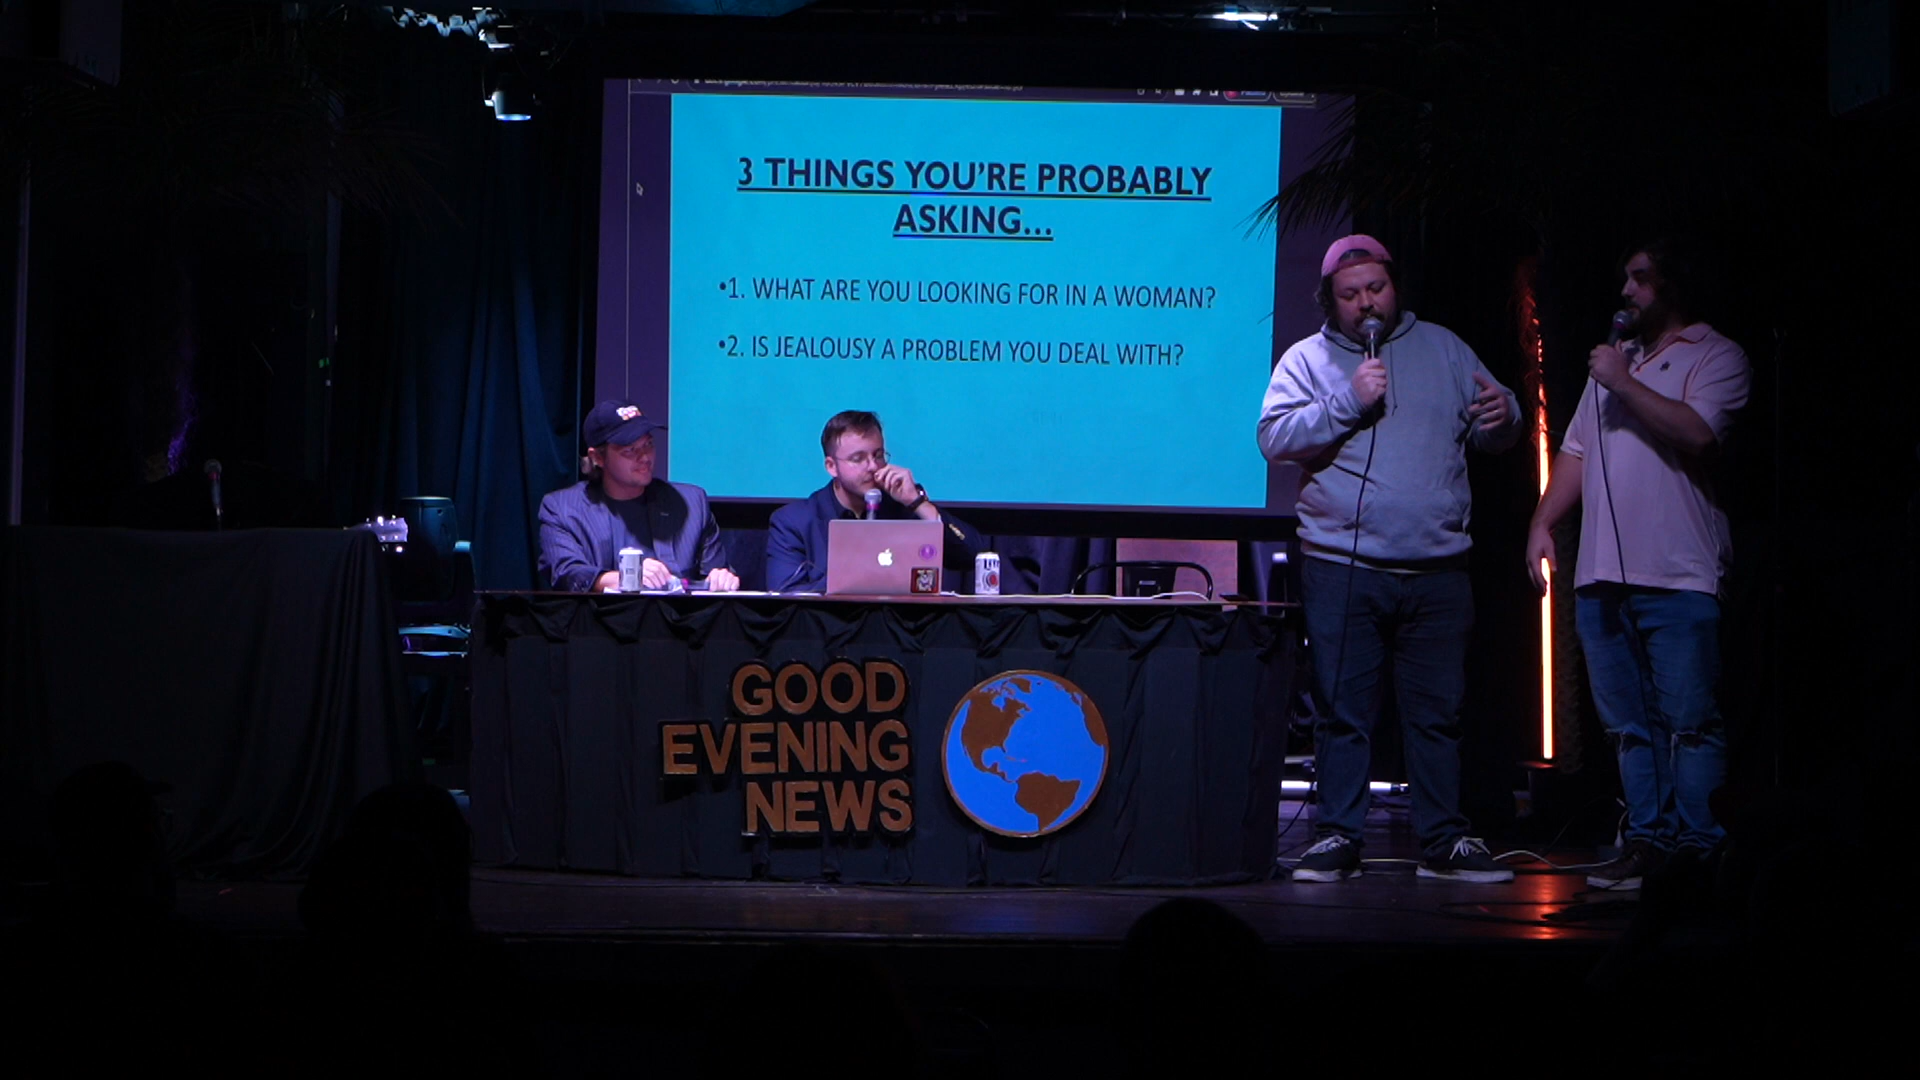 3 THINGS YOU'RE PROBABLY
ASKING...
•1. WHAT ARE YOU LOOKING FOR IN A WOMAN?
•2. IS JEALOUSY A PROBLEM YOU DEAL WITH?
GOOD
EVENING
NEWS